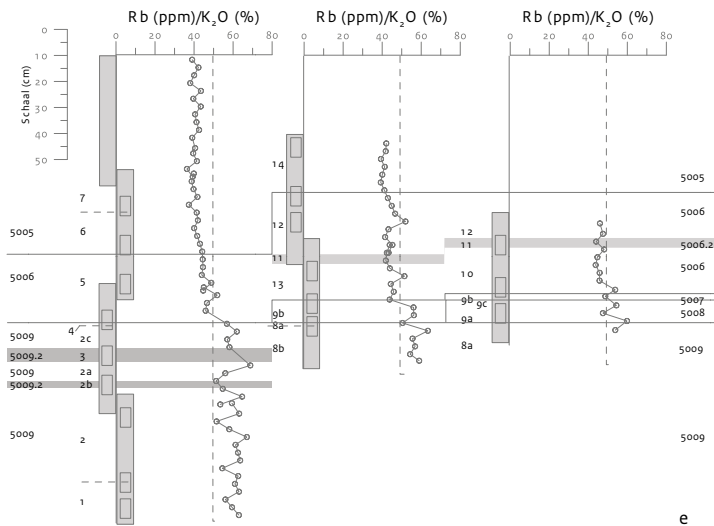 Rb (ppm)/K₂O (%) Rb (ppm)/K₂O (%) Rb (ppm)/K₂O (%)
0 20 40 60 80 0 20 40 60 80 0 20 40 60 80
Schaal (cm)
0
10
20
30
40
50
14
7
5005
5005
6
12
5006
12
5006.2
11
11
5006
5006
10
5
13
9b
5007
9c
9b
5008
9a
4
8a
5009
2c
8b
8a
5009
5009.2
3
5009
2a
5009.2
2b
5009
2
5009
1
e